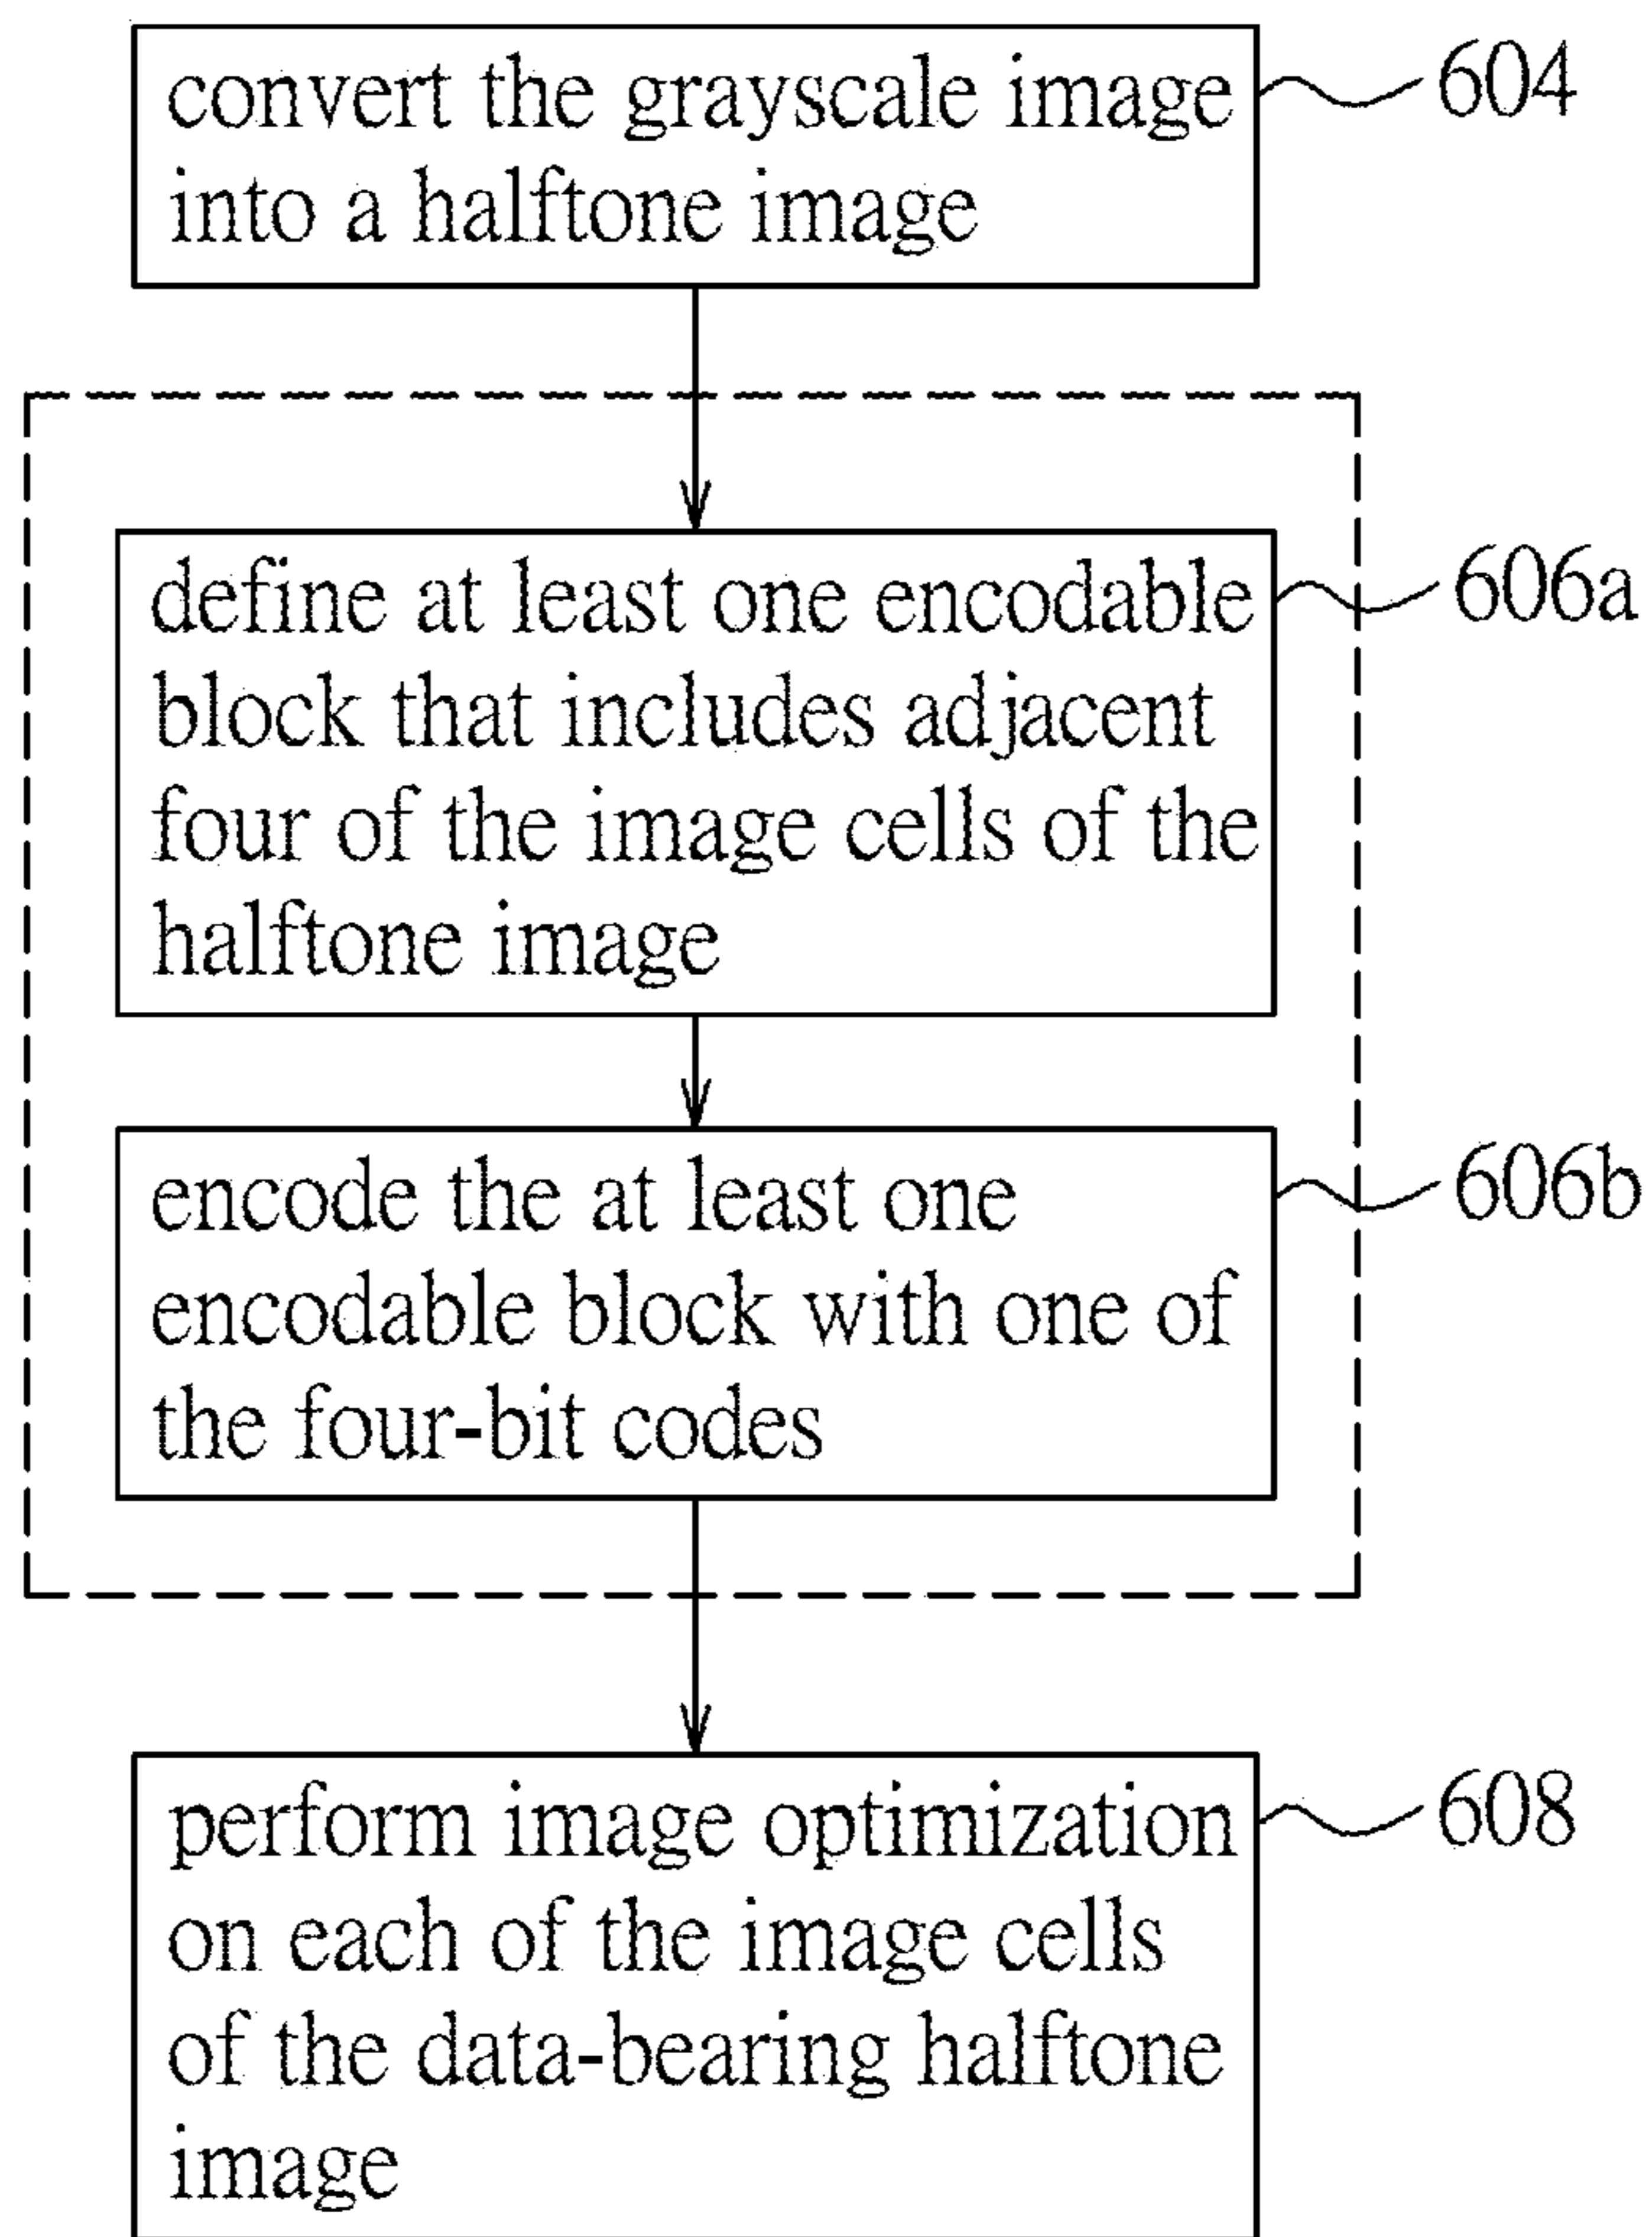 convert the grayscale image
into a halftone image
604
define at least one encodable
block that includes adjacent
four of the image cells of the
halftone image
606a
encode the at least one
encodable block with one of
the four-bit codes
606b
perform image optimization
on each of the image cells
of the data-bearing halftone
image
608